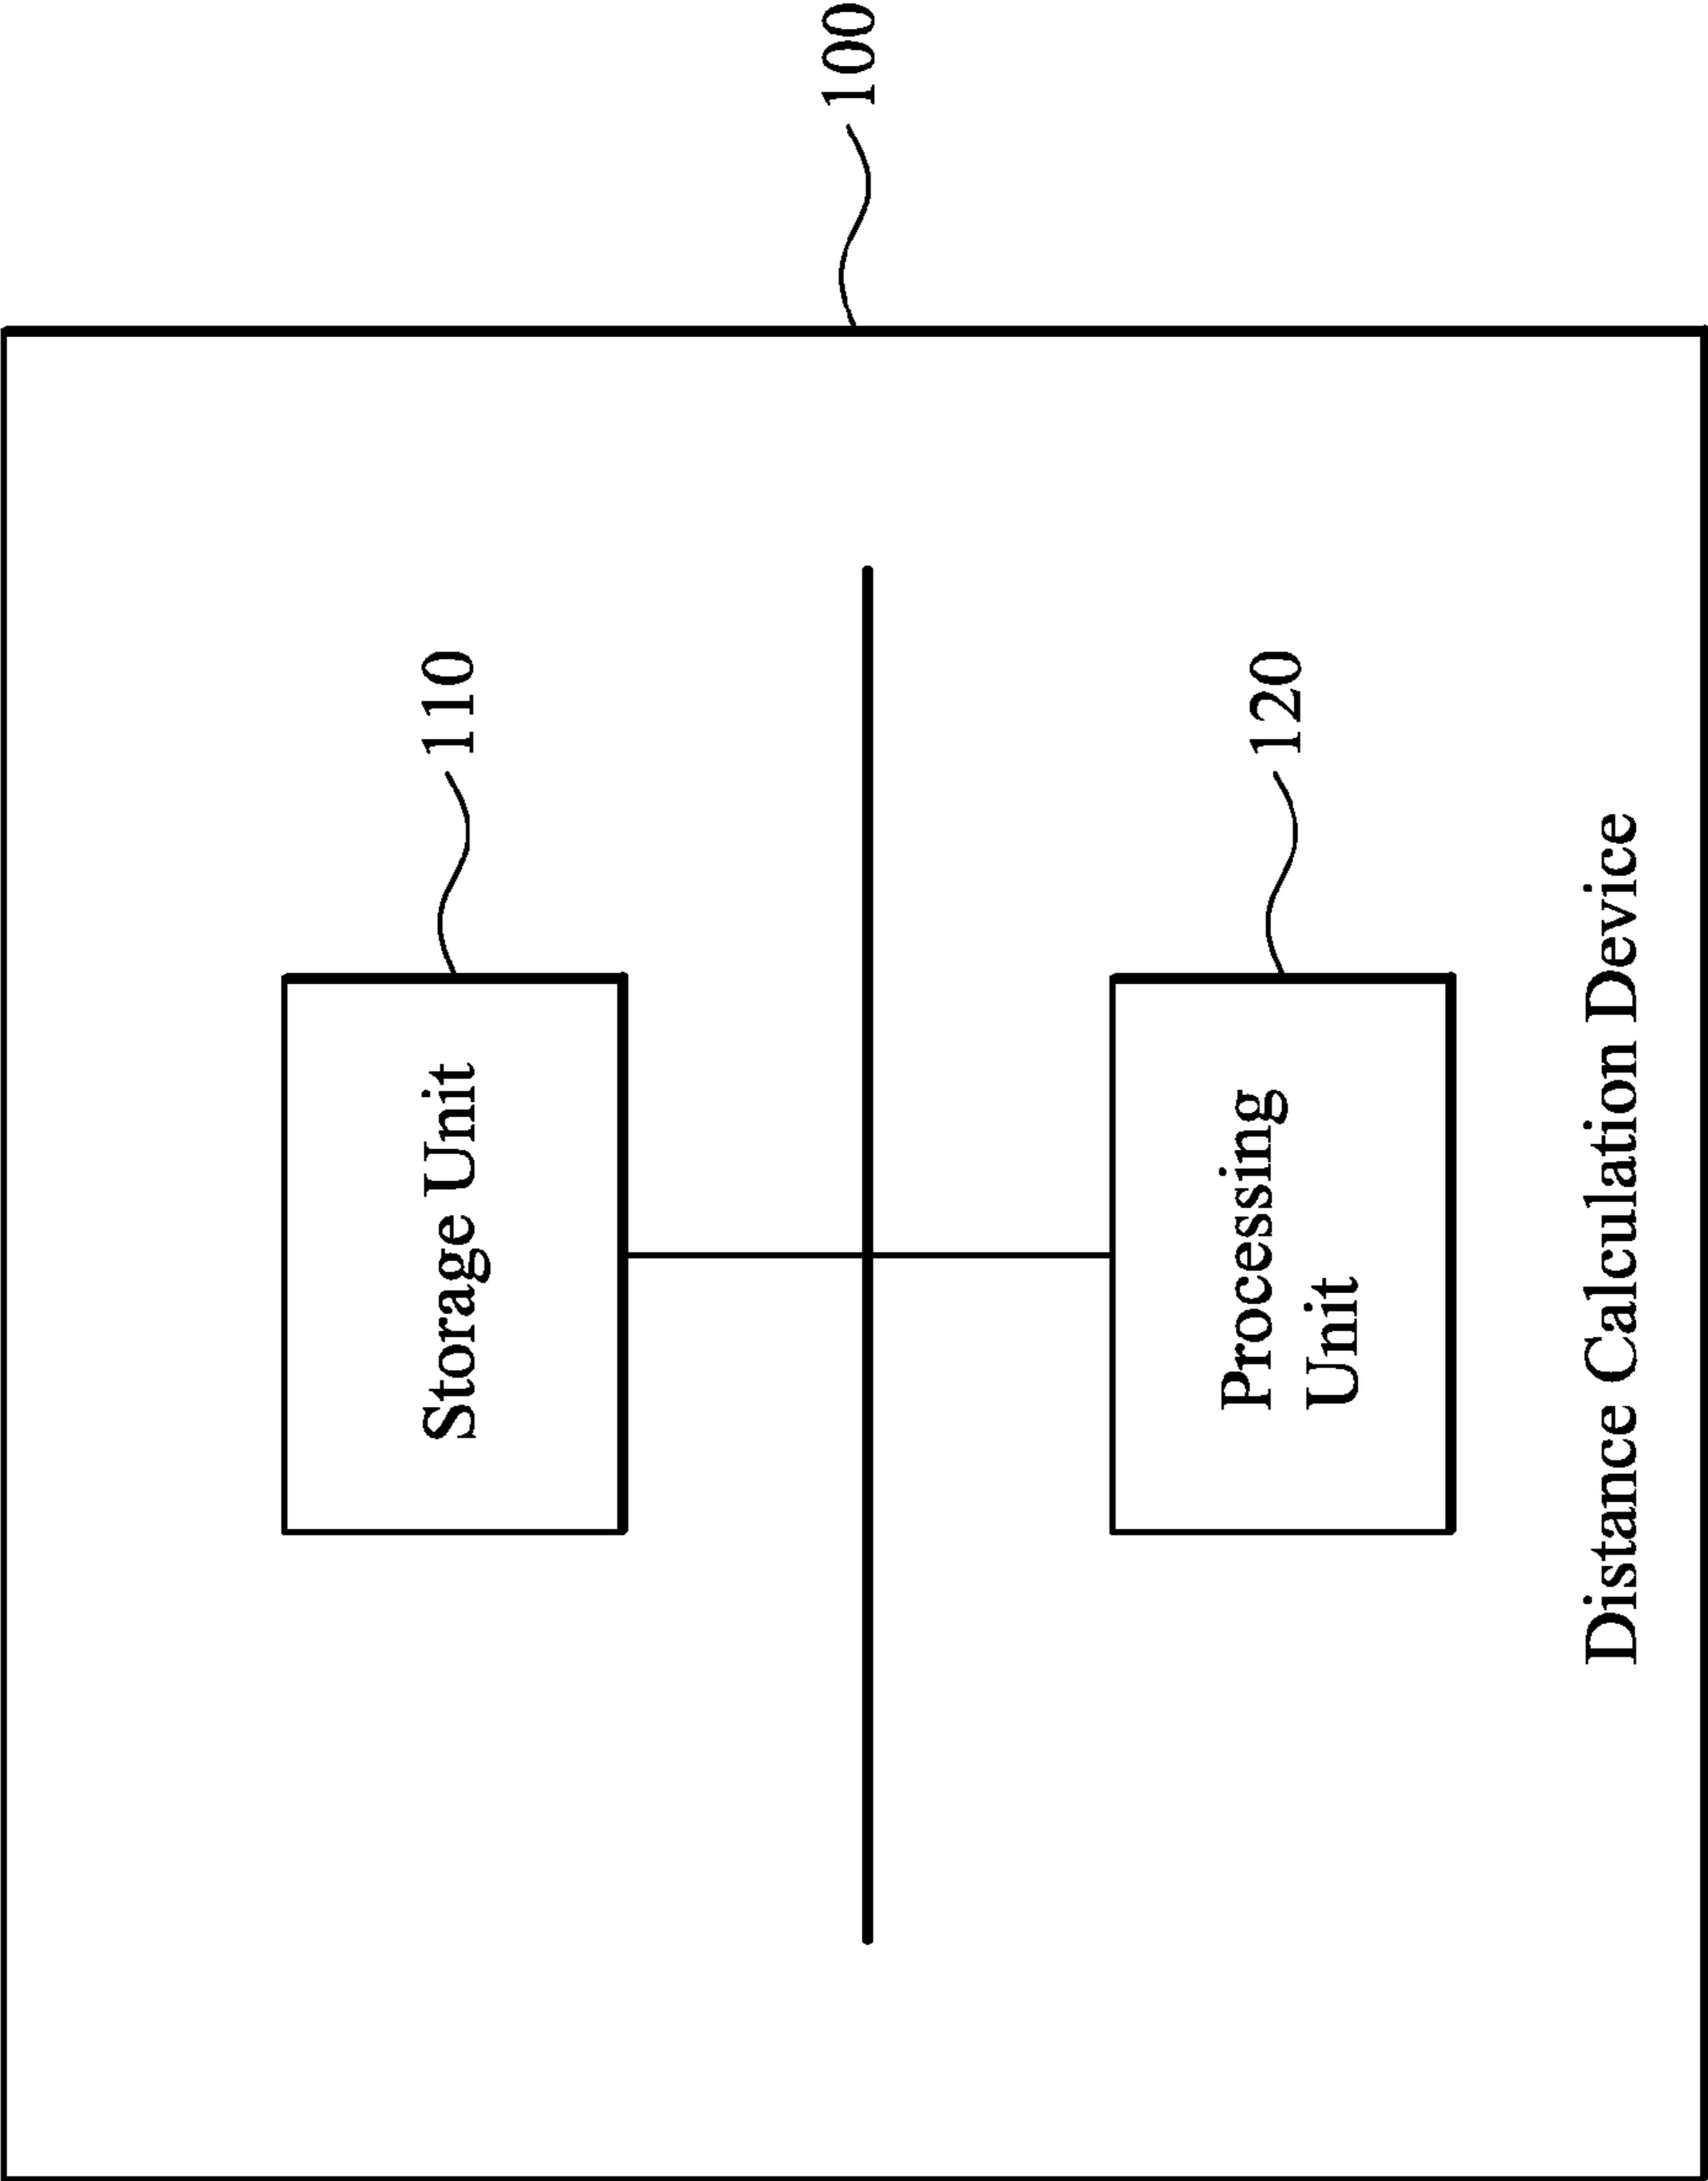 100
110
Storage Unit
120
Processing
Unit
Distance Calculation Device